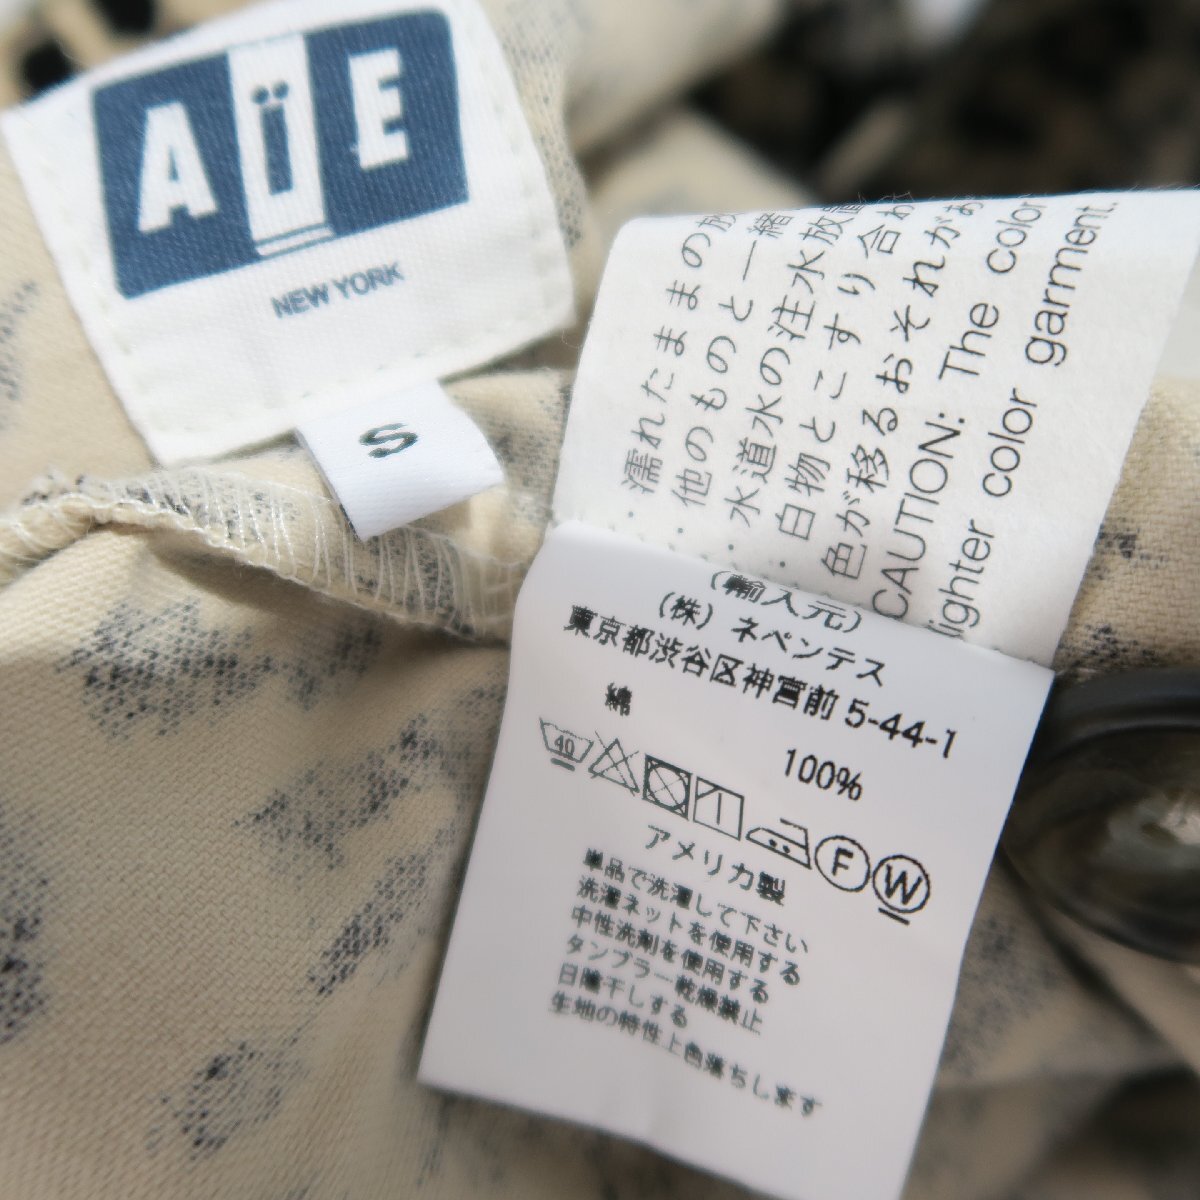 AïE
NEW YORK
S
・濡れたままの放
・他のものと一緒
・水道水の注水放置
・白物とこすり合わ
色が移るおそれがあ
CAUTION: The color
lighter color garment.
(輸入元)
(株) ネペンテス
東京都渋谷区神宮前 5-44-1
綿 100%
40
F W
アメリカ製
単品で洗濯して下さい
洗濯ネットを使用する
中性洗剤を使用する
タンブラー乾燥禁止
日陰干しする
生地の特性上色落ちします